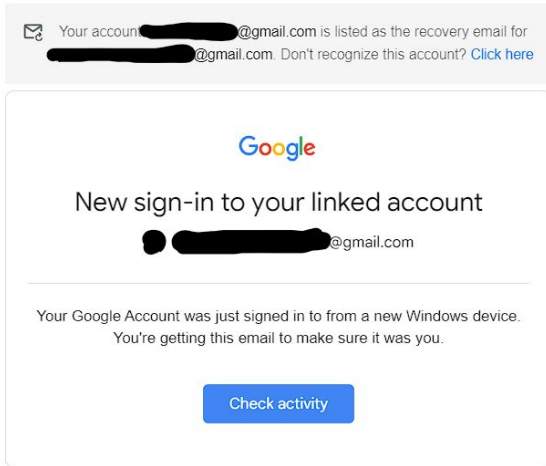 Your account @gmail.com is listed as the recovery email for
@gmail.com. Don't recognize this account? Click here
Google
New sign-in to your linked account
@gmail.com
Your Google Account was just signed in to from a new Windows device.
You're getting this email to make sure it was you.
Check activity